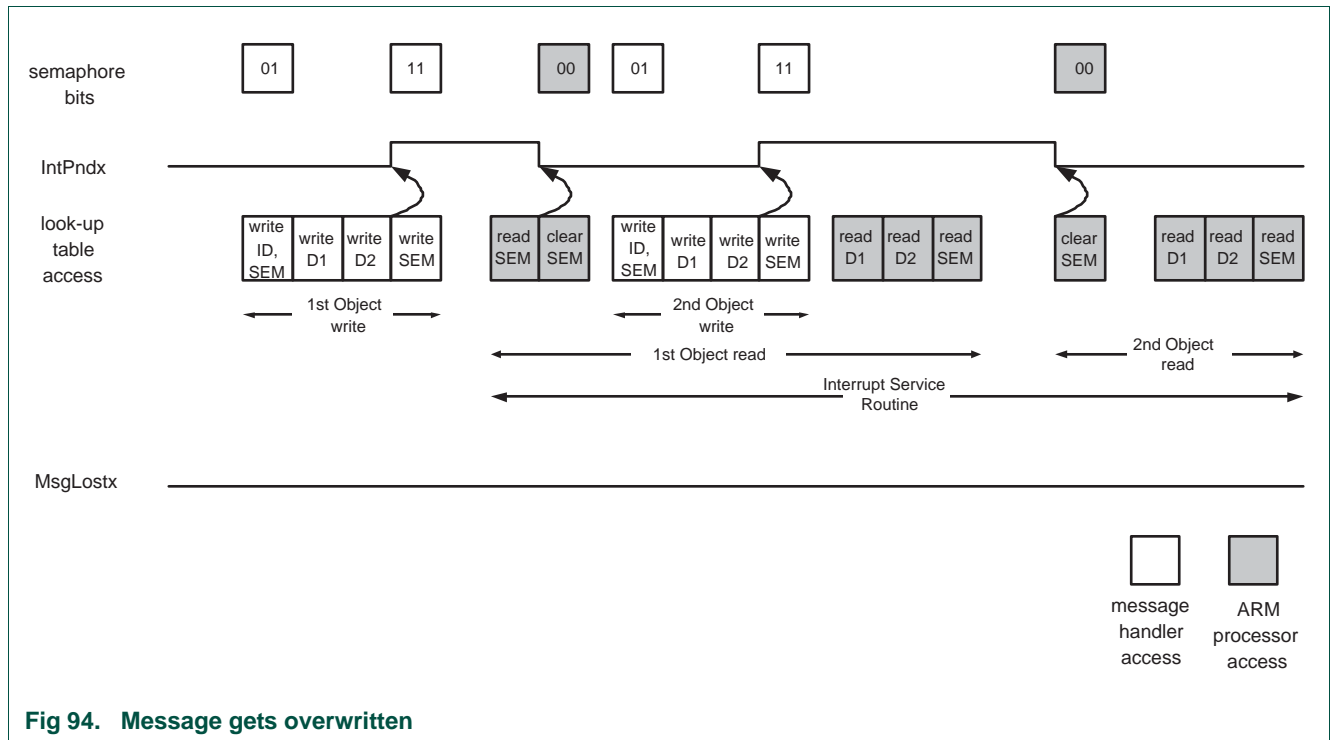 semaphore
bits
01
11
00
01
11
00
IntPndx
look-up
table
access
write
ID,
SEM
write
D1
write
D2
write
SEM
read
SEM
clear
SEM
write
ID,
SEM
write
D1
write
D2
write
SEM
read
D1
read
D2
read
SEM
clear
SEM
read
D1
read
D2
read
SEM
1st Object
write
2nd Object
write
1st Object read
2nd Object
read
Interrupt Service
Routine
MsgLostx
message
handler
access
ARM
processor
access
Fig 94. Message gets overwritten